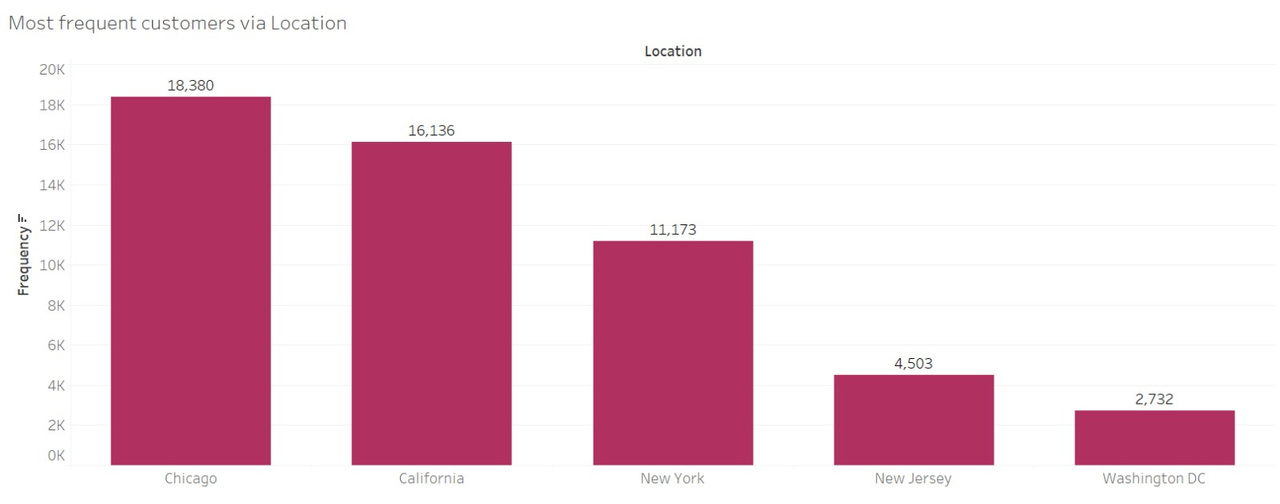 Most frequent customers via Location
Location
20K
18K
16K
14K
12K
10K
8K
6K
4K
2K
0K
Frequency
18,380
16,136
11,173
4,503
2,732
Chicago
California
New York
New Jersey
Washington DC